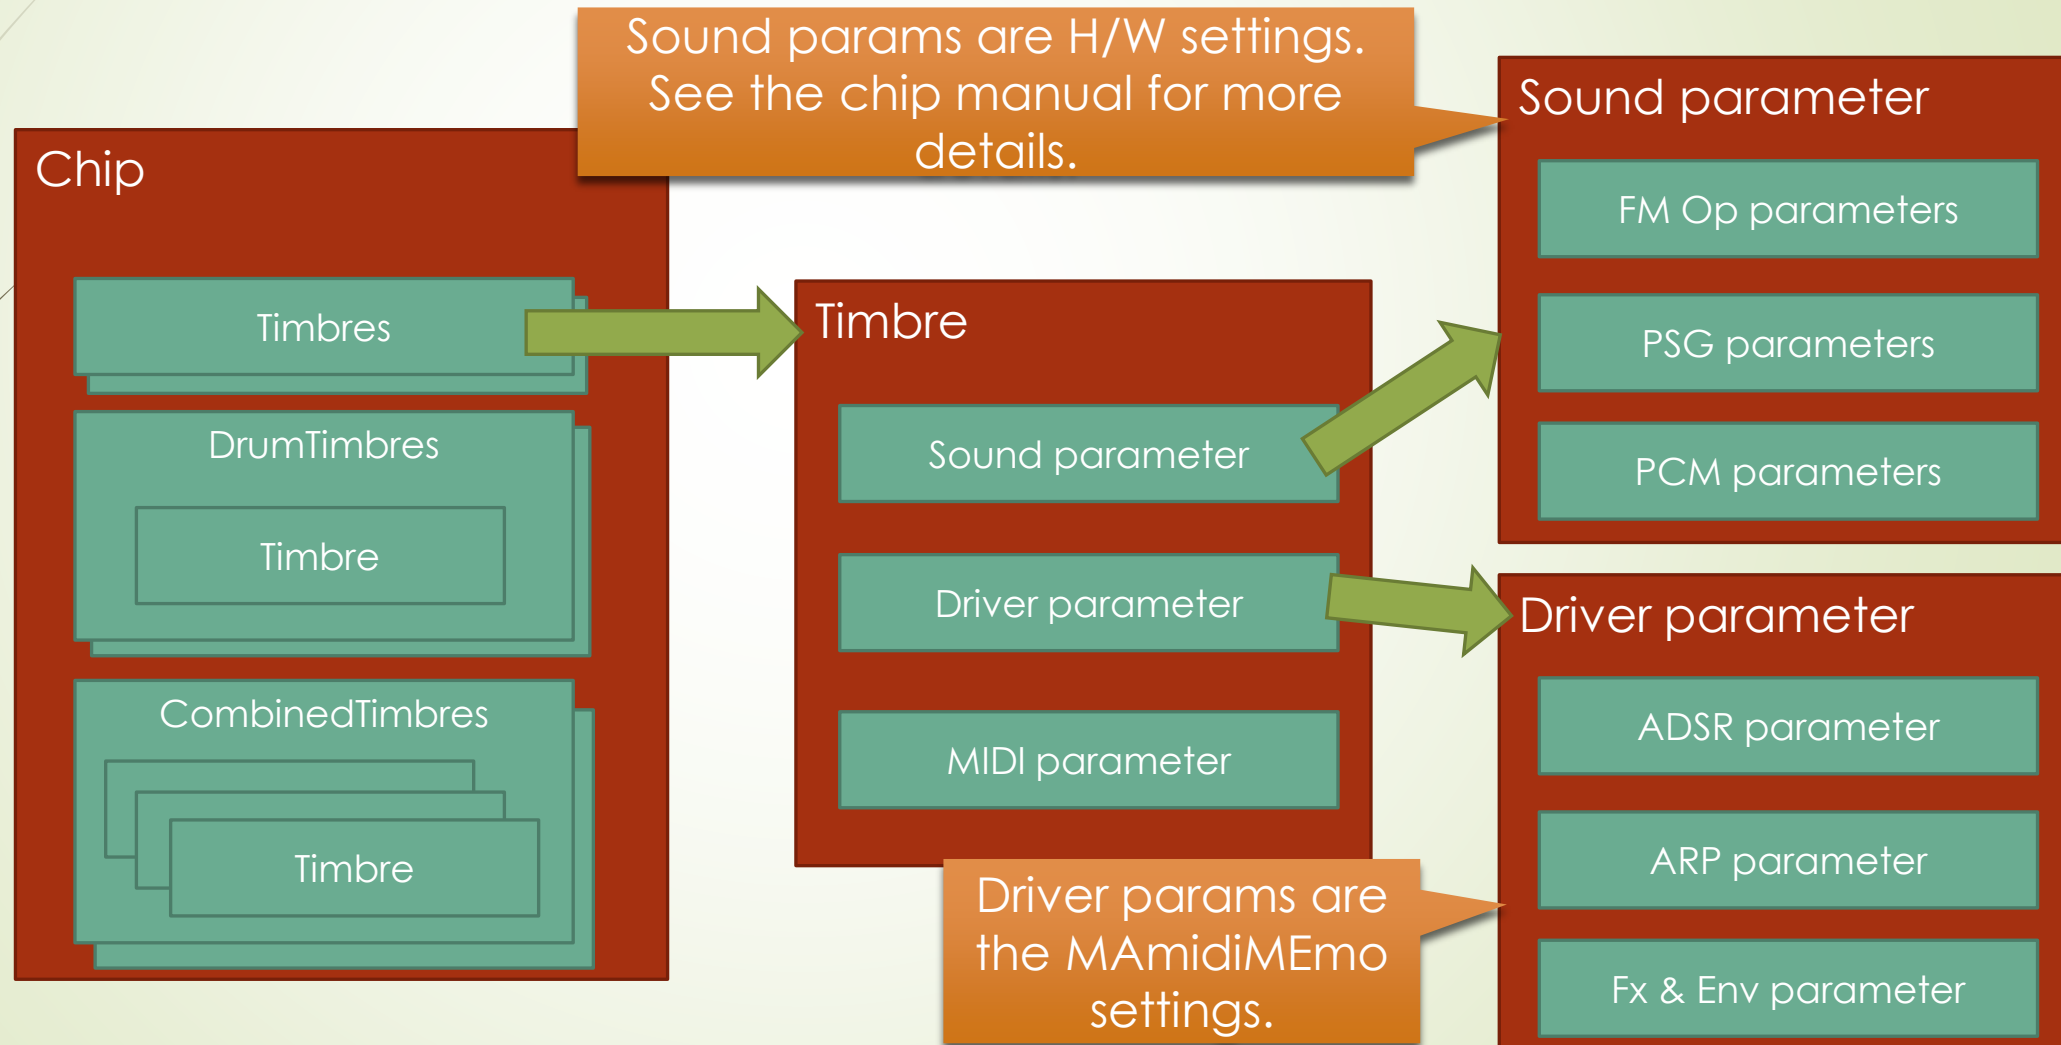 Sound params are H/W settings.
See the chip manual for more
details.
Chip
Timbres
DrumTimbres
Timbre
CombinedTimbres
Timbre
Timbre
Sound parameter
Driver parameter
MIDI parameter
Driver params are
the MAmidiMEmo
settings.
Sound parameter
FM Op parameters
PSG parameters
PCM parameters
Driver parameter
ADSR parameter
ARP parameter
Fx & Env parameter